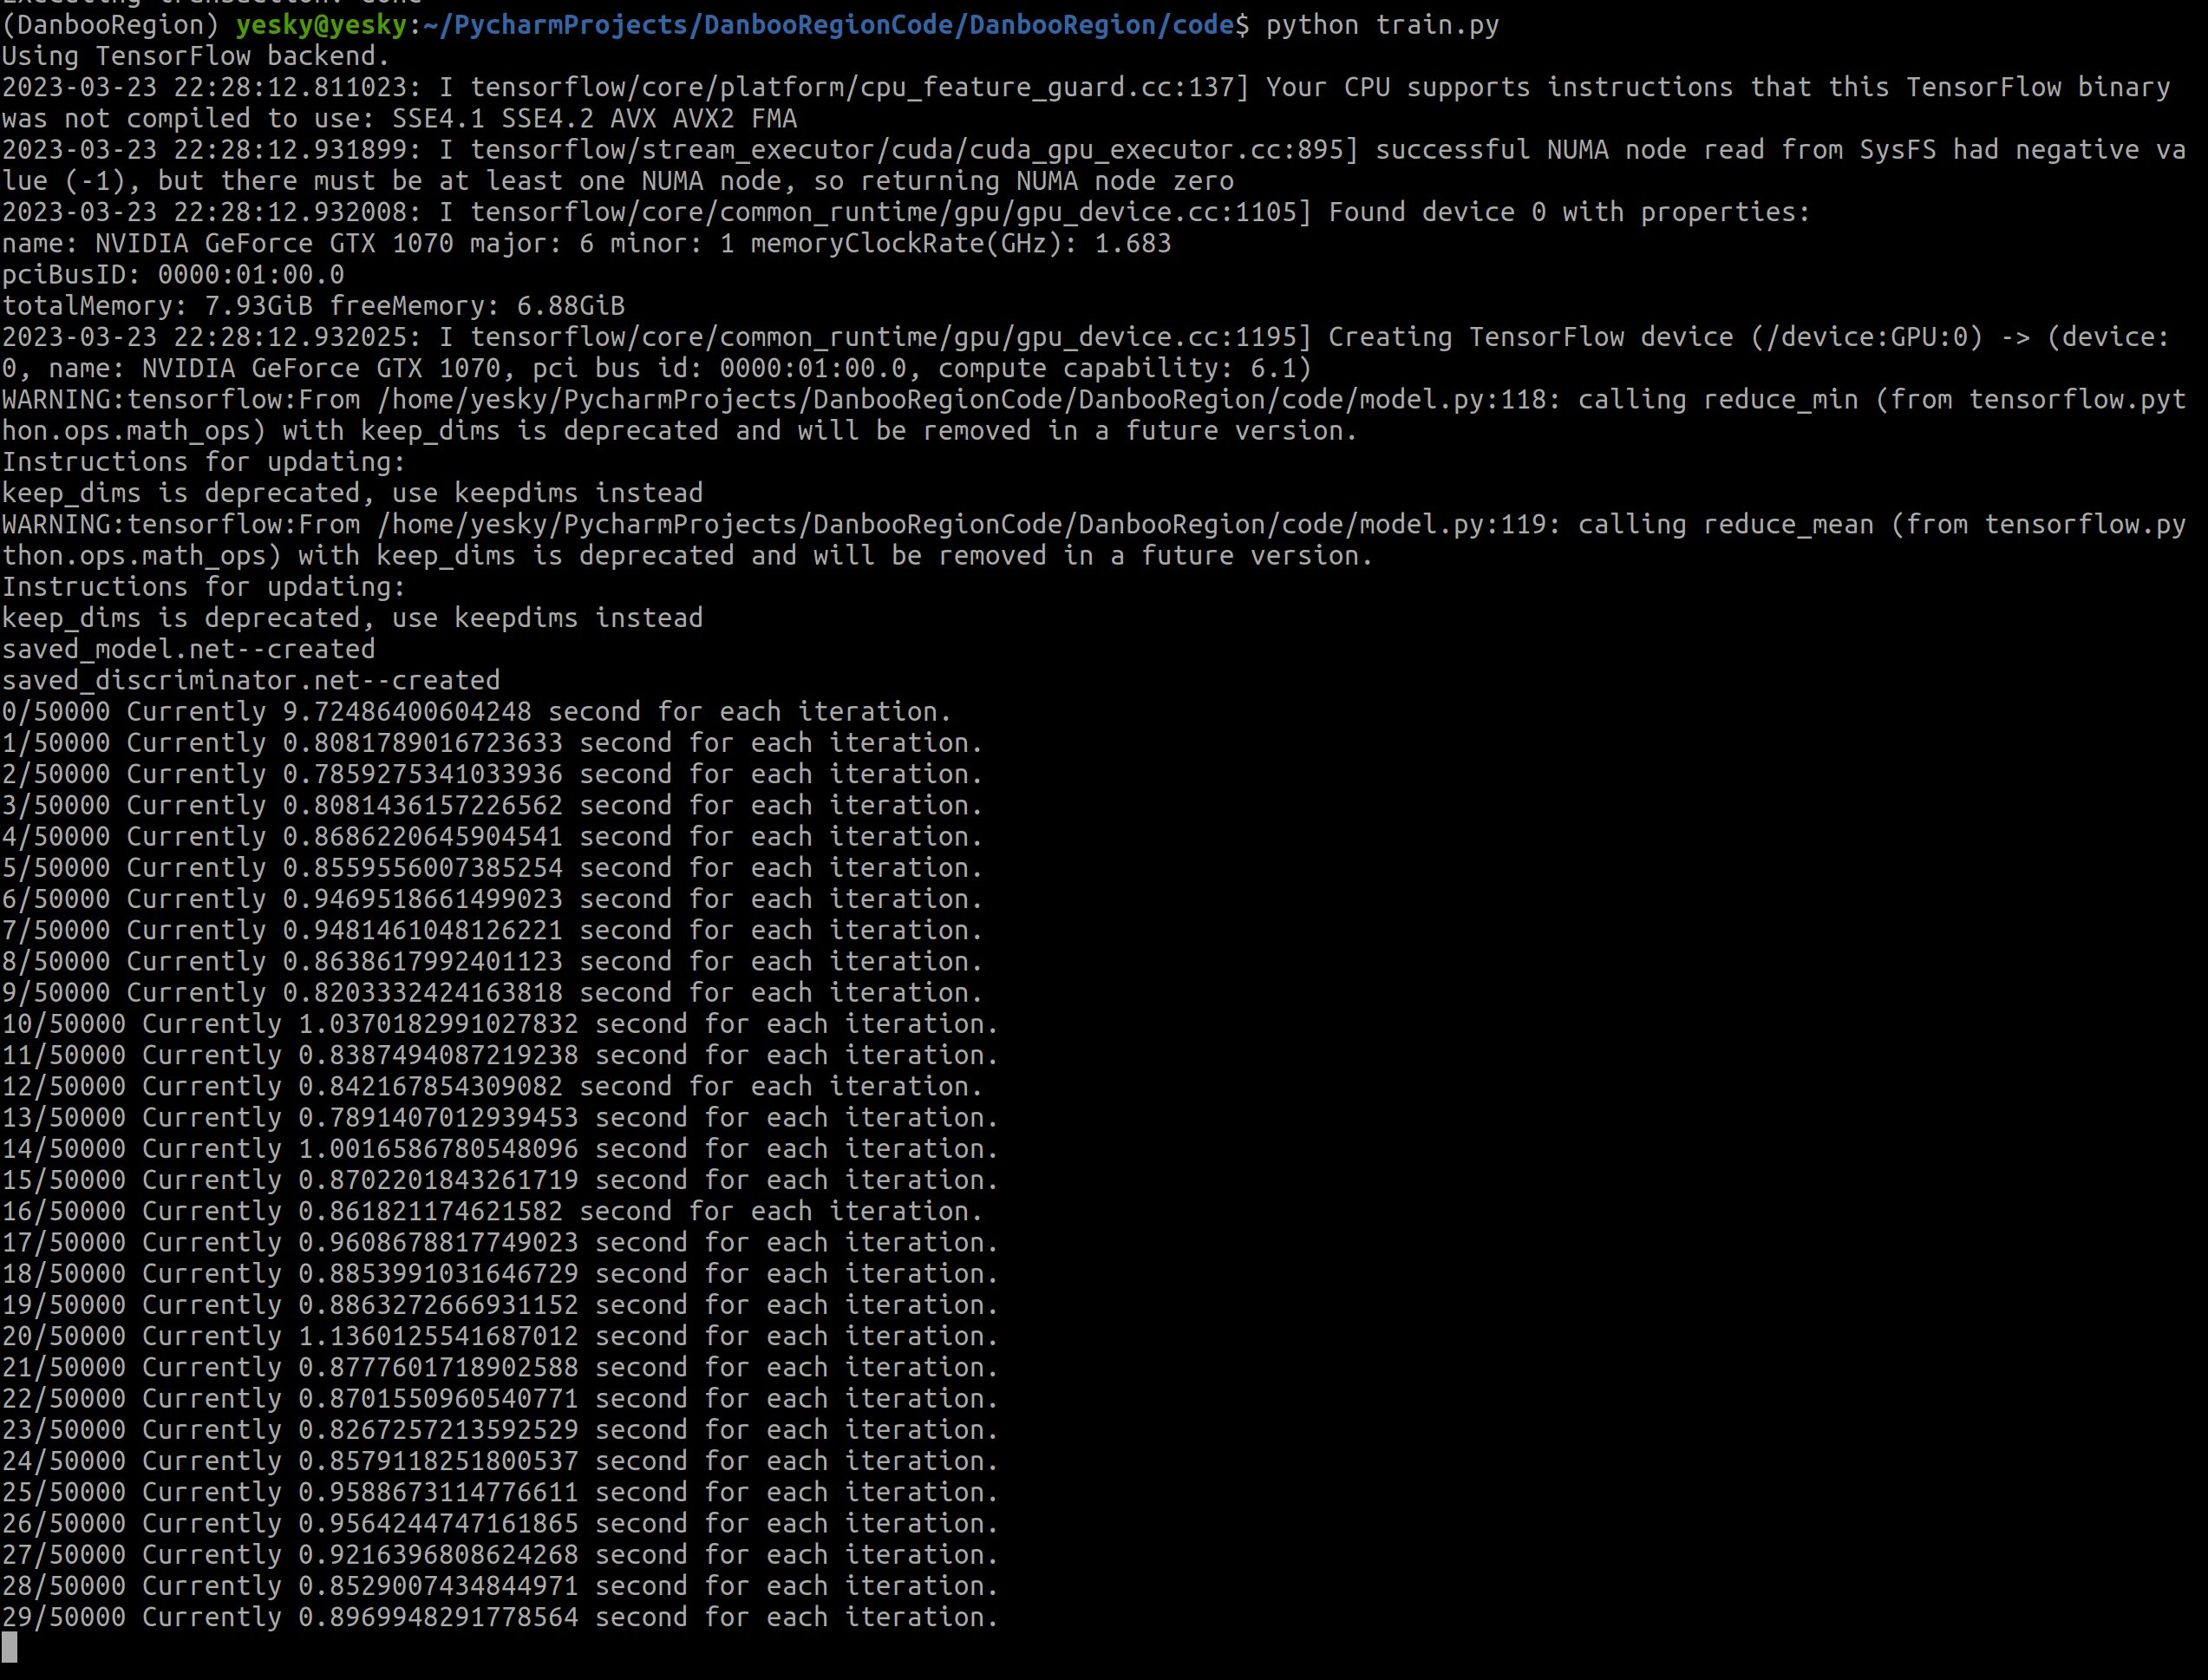 Executing transaction: done
(DanbooRegion) yesky@yesky:~/PycharmProjects/DanbooRegionCode/DanbooRegion/code$ python train.py
Using TensorFlow backend.
2023-03-23 22:28:12.811023: I tensorflow/core/platform/cpu_feature_guard.cc:137] Your CPU supports instructions that this TensorFlow binary
was not compiled to use: SSE4.1 SSE4.2 AVX AVX2 FMA
2023-03-23 22:28:12.931899: I tensorflow/stream_executor/cuda/cuda_gpu_executor.cc:895] successful NUMA node read from SysFS had negative va
lue (-1), but there must be at least one NUMA node, so returning NUMA node zero
2023-03-23 22:28:12.932008: I tensorflow/core/common_runtime/gpu/gpu_device.cc:1105] Found device 0 with properties:
name: NVIDIA GeForce GTX 1070 major: 6 minor: 1 memoryClockRate(GHz): 1.683
pciBusID: 0000:01:00.0
totalMemory: 7.93GiB freeMemory: 6.88GiB
2023-03-23 22:28:12.932025: I tensorflow/core/common_runtime/gpu/gpu_device.cc:1195] Creating TensorFlow device (/device:GPU:0) -> (device:
0, name: NVIDIA GeForce GTX 1070, pci bus id: 0000:01:00.0, compute capability: 6.1)
WARNING:tensorflow:From /home/yesky/PycharmProjects/DanbooRegionCode/DanbooRegion/code/model.py:118: calling reduce_min (from tensorflow.pyt
hon.ops.math_ops) with keep_dims is deprecated and will be removed in a future version.
Instructions for updating:
keep_dims is deprecated, use keepdims instead
WARNING:tensorflow:From /home/yesky/PycharmProjects/DanbooRegionCode/DanbooRegion/code/model.py:119: calling reduce_mean (from tensorflow.py
thon.ops.math_ops) with keep_dims is deprecated and will be removed in a future version.
Instructions for updating:
keep_dims is deprecated, use keepdims instead
saved_model.net--created
saved_discriminator.net--created
0/50000 Currently 9.72486400604248 second for each iteration.
1/50000 Currently 0.8081789016723633 second for each iteration.
2/50000 Currently 0.7859275341033936 second for each iteration.
3/50000 Currently 0.8081436157226562 second for each iteration.
4/50000 Currently 0.8686220645904541 second for each iteration.
5/50000 Currently 0.8559556007385254 second for each iteration.
6/50000 Currently 0.9469518661499023 second for each iteration.
7/50000 Currently 0.9481461048126221 second for each iteration.
8/50000 Currently 0.8638617992401123 second for each iteration.
9/50000 Currently 0.8203332424163818 second for each iteration.
10/50000 Currently 1.0370182991027832 second for each iteration.
11/50000 Currently 0.8387494087219238 second for each iteration.
12/50000 Currently 0.842167854309082 second for each iteration.
13/50000 Currently 0.7891407012939453 second for each iteration.
14/50000 Currently 1.0016586780548096 second for each iteration.
15/50000 Currently 0.8702201843261719 second for each iteration.
16/50000 Currently 0.861821174621582 second for each iteration.
17/50000 Currently 0.9608678817749023 second for each iteration.
18/50000 Currently 0.8853991031646729 second for each iteration.
19/50000 Currently 0.8863272666931152 second for each iteration.
20/50000 Currently 1.1360125541687012 second for each iteration.
21/50000 Currently 0.8777601718902588 second for each iteration.
22/50000 Currently 0.8701550960540771 second for each iteration.
23/50000 Currently 0.8267257213592529 second for each iteration.
24/50000 Currently 0.8579118251800537 second for each iteration.
25/50000 Currently 0.9588673114776611 second for each iteration.
26/50000 Currently 0.9564244747161865 second for each iteration.
27/50000 Currently 0.9216396808624268 second for each iteration.
28/50000 Currently 0.8529007434844971 second for each iteration.
29/50000 Currently 0.8969948291778564 second for each iteration.